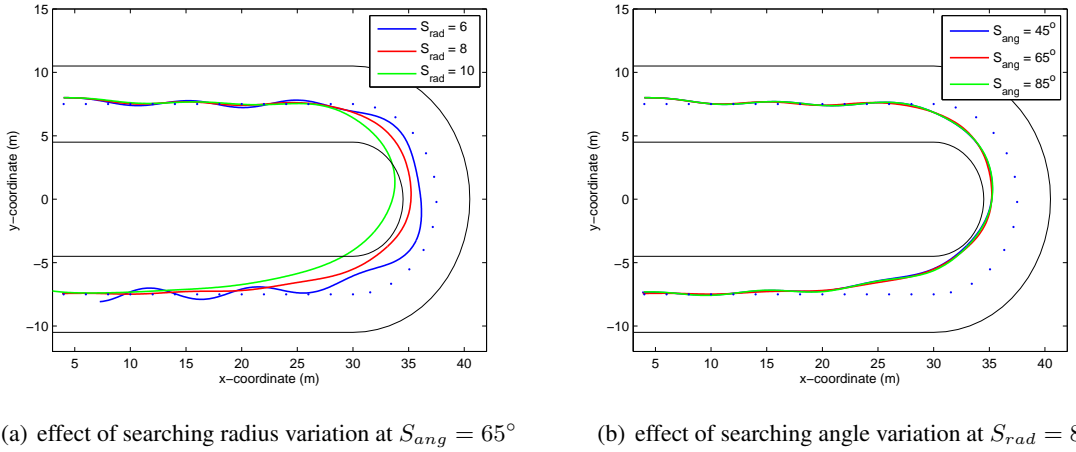 15
10
5
0
−5
−10
y−coordinate (m)
5 10 15 20 25 30 35 40
x−coordinate (m)
S_rad = 6
S_rad = 8
S_rad = 10
(a) effect of searching radius variation at S_ang = 65°
15
10
5
0
−5
−10
y−coordinate (m)
5 10 15 20 25 30 35 40
x−coordinate (m)
S_ang = 45°
S_ang = 65°
S_ang = 85°
(b) effect of searching angle variation at S_rad = 8